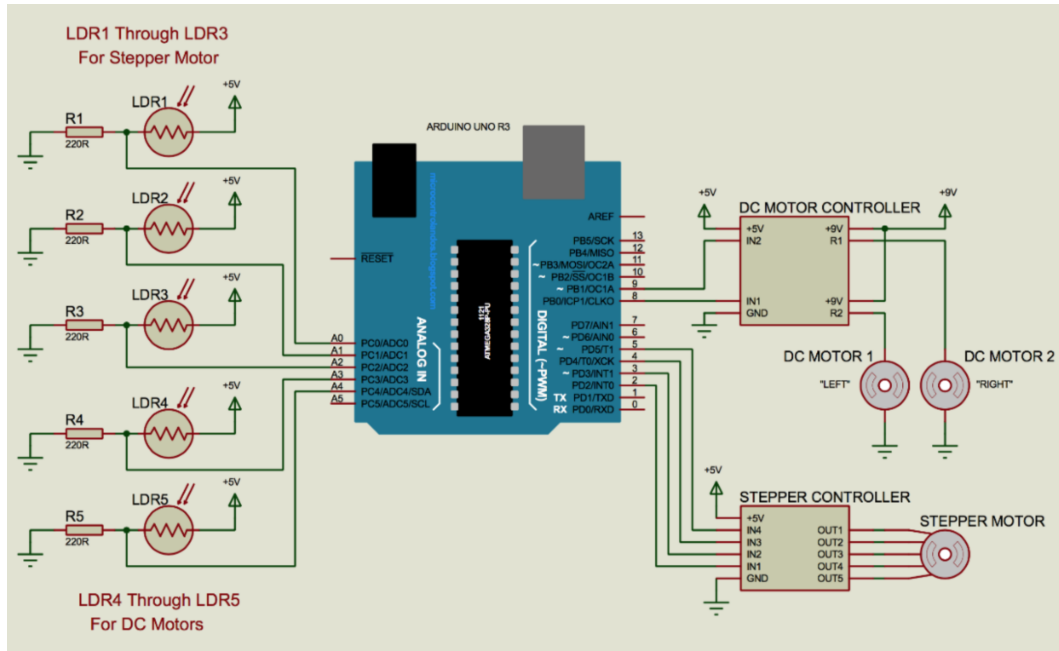 LDR1 Through LDR3
For Stepper Motor
+5V
LDR1
R1
220R
+5V
LDR2
R2
220R
+5V
LDR3
R3
220R
+5V
LDR4
R4
220R
+5V
LDR5
R5
220R
LDR4 Through LDR5
For DC Motors
ARDUINO UNO R3
RESET
AREF
PB5/SCK 13
PB4/MISO 12
~PB3/MOSI/OC2A 11
~ PB2/SS/OC1B 10
~ PB1/OC1A 9
PB0/ICP1/CLKO 8
PD7/AIN1 7
~ PD6/AIN0 6
~ PD5/T1 5
PD4/T0/XCK 4
~ PD3/INT1 3
PD2/INT0 2
TX PD1/TXD 1
RX PD0/RXD 0
A0 PC0/ADC0
A1 PC1/ADC1
A2 PC2/ADC2
A3 PC3/ADC3
A4 PC4/ADC4/SDA
A5 PC5/ADC5/SCL
ANALOG IN
1121
DIGITAL (~PWM)
+5V
+9V
DC MOTOR CONTROLLER
+5V +9V
IN2 R1
IN1 +9V
GND R2
DC MOTOR 1
"LEFT"
DC MOTOR 2
"RIGHT"
+5V
STEPPER CONTROLLER
+5V
IN4 OUT1
IN3 OUT2
IN2 OUT3
IN1 OUT4
GND OUT5
STEPPER MOTOR